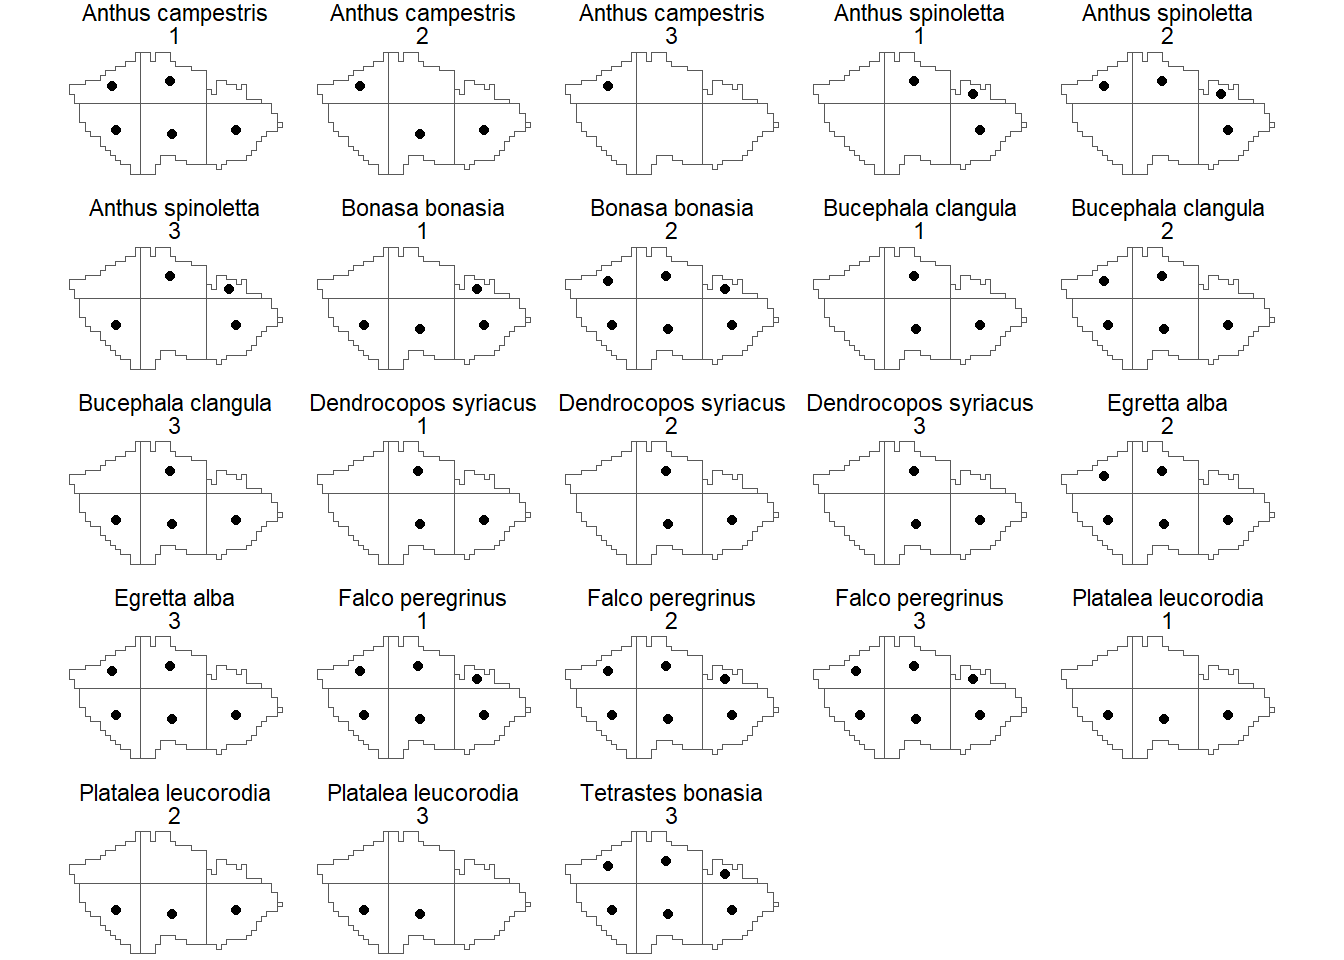 Anthus campestris
1
Anthus campestris
2
Anthus campestris
3
Anthus spinoletta
1
Anthus spinoletta
2
Anthus spinoletta
3
Bonasa bonasia
1
Bonasa bonasia
2
Bucephala clangula
1
Bucephala clangula
2
Bucephala clangula
3
Dendrocopos syriacus
1
Dendrocopos syriacus
2
Dendrocopos syriacus
3
Egretta alba
2
Egretta alba
3
Falco peregrinus
1
Falco peregrinus
2
Falco peregrinus
3
Platalea leucorodia
1
Platalea leucorodia
2
Platalea leucorodia
3
Tetrastes bonasia
3